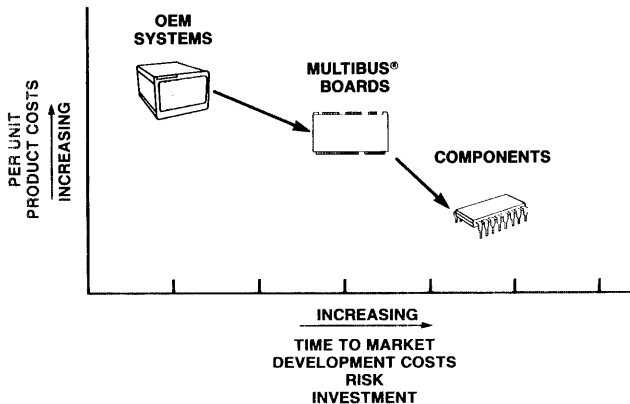 OEM
SYSTEMS
MULTIBUS®
BOARDS
COMPONENTS
PER UNIT
PRODUCT COSTS
INCREASING
INCREASING
TIME TO MARKET
DEVELOPMENT COSTS
RISK
INVESTMENT